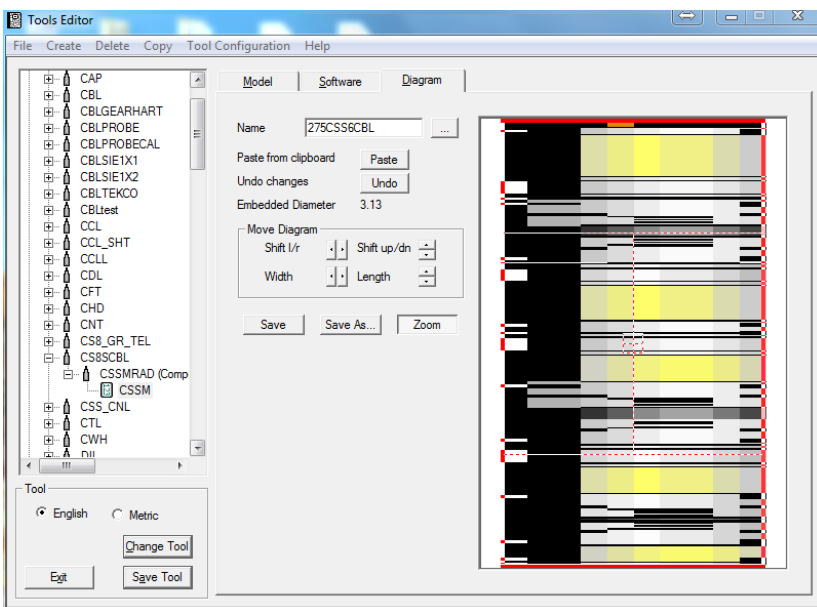 Tools Editor
File Create Delete Copy Tool Configuration Help
CAP
CBL
CBLGEARHART
CBLPROBE
CBLPROBECAL
CBLSIE1X1
CBLSIE1X2
CBLTEKCO
CBLtest
CCL
CCL_SHT
CCLL
CDL
CFT
CHD
CNT
CS8_GR_TEL
CS8SCBL
CSSMRAD (Comp
CSSM
CSS_CNL
CTL
CWH
Tool
English Metric
Change Tool
Exit Save Tool
Model Software Diagram
Name 275CSS6CBL ...
Paste from clipboard Paste
Undo changes Undo
Embedded Diameter 3.13
Move Diagram
Shift l/r Shift up/dn
Width Length
Save Save As... Zoom